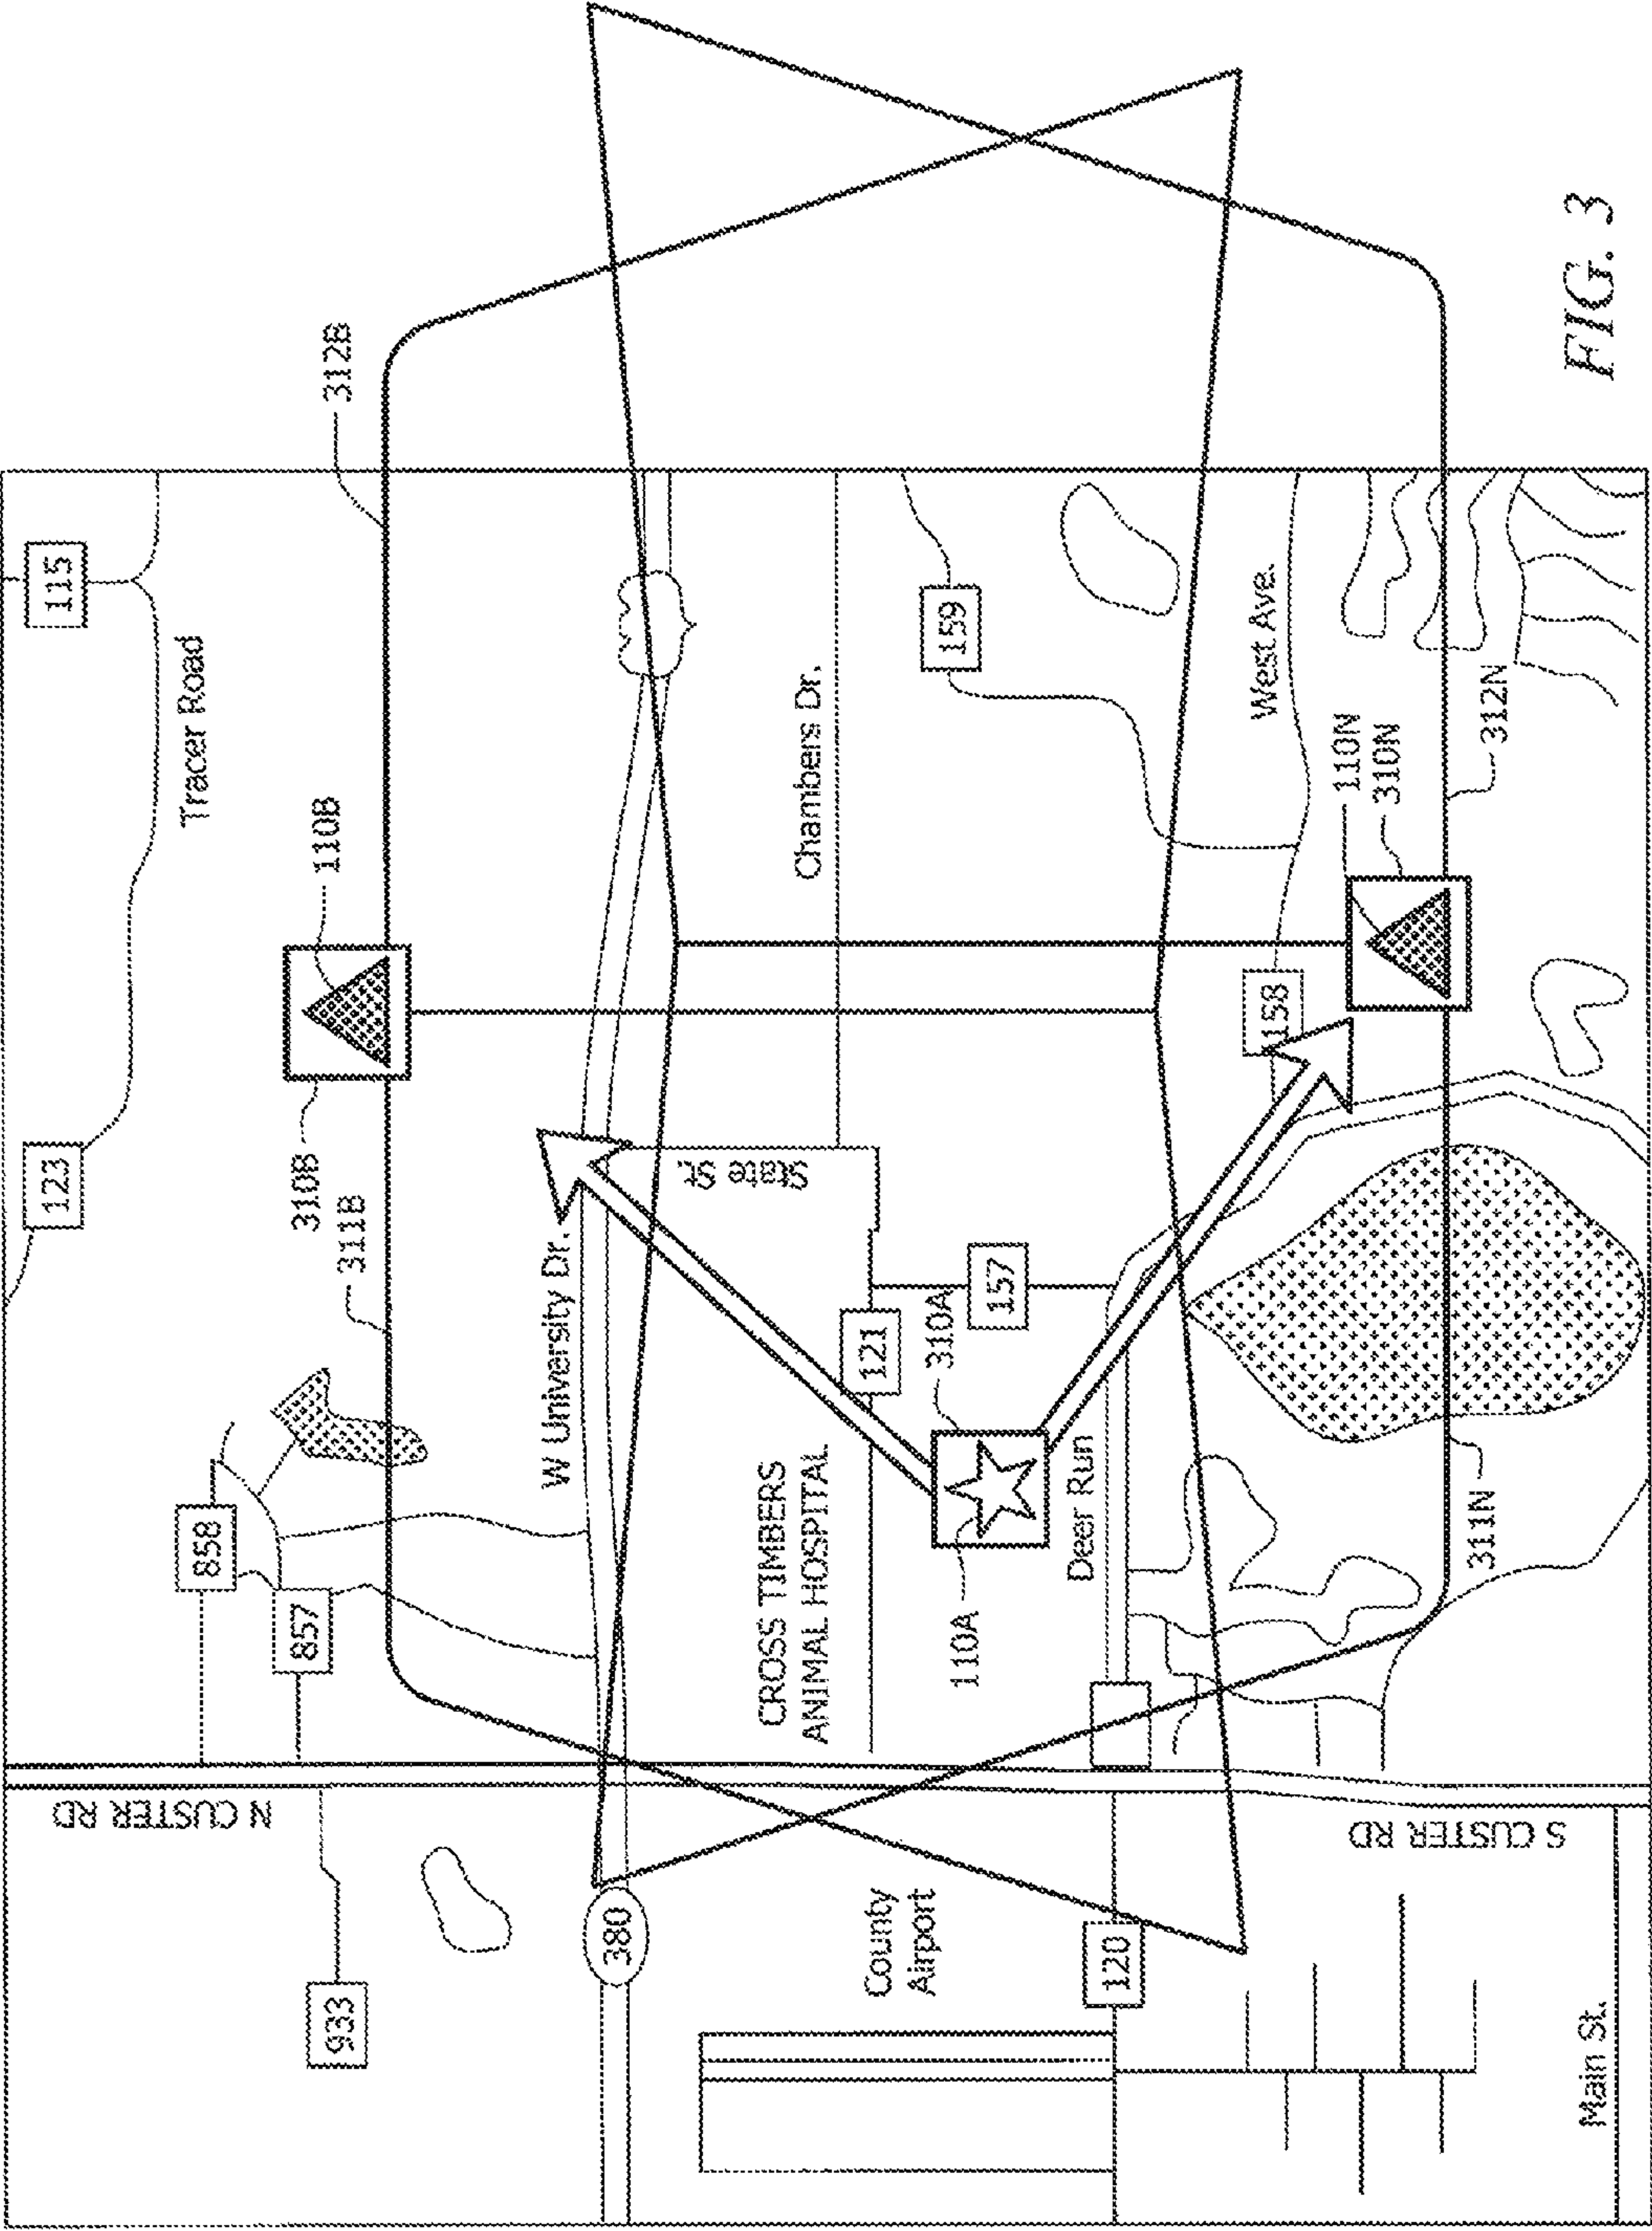 115
Tracer Road
123
312B
110B
310B
311B
858
857
N CUSTER RD
933
W University Dr.
380
State St.
Chambers Dr.
121
CROSS TIMBERS
ANIMAL HOSPITAL
157
159
310A
110A
Deer Run
County
Airport
120
West Ave.
1158
110N
310N
312N
311N
S CUSTER RD
Main St.
FIG. 3